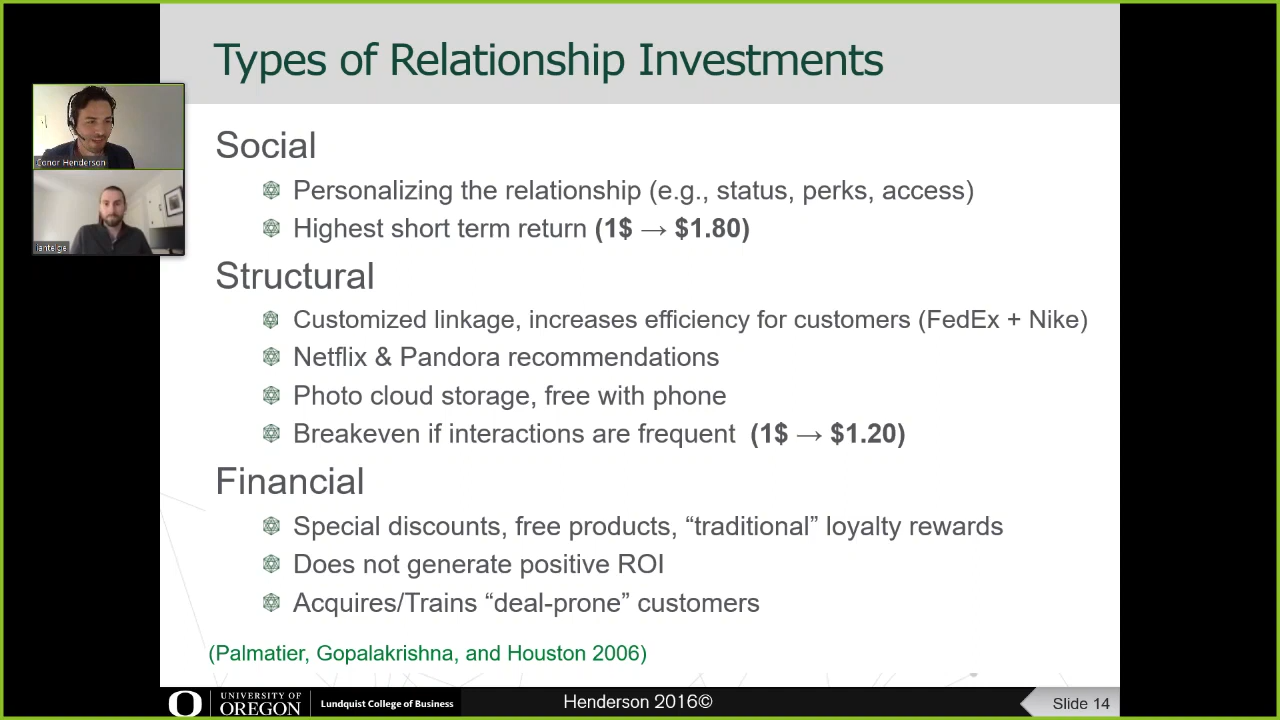 Types of Relationship Investments
Conor Henderson
iantelge
Social
Personalizing the relationship (e.g., status, perks, access)
Highest short term return (1$ → $1.80)
Structural
Customized linkage, increases efficiency for customers (FedEx + Nike)
Netflix & Pandora recommendations
Photo cloud storage, free with phone
Breakeven if interactions are frequent (1$ → $1.20)
Financial
Special discounts, free products, “traditional” loyalty rewards
Does not generate positive ROI
Acquires/Trains “deal-prone” customers
(Palmatier, Gopalakrishna, and Houston 2006)
UNIVERSITY OF
OREGON
Lundquist College of Business
Henderson 2016©
Slide 14